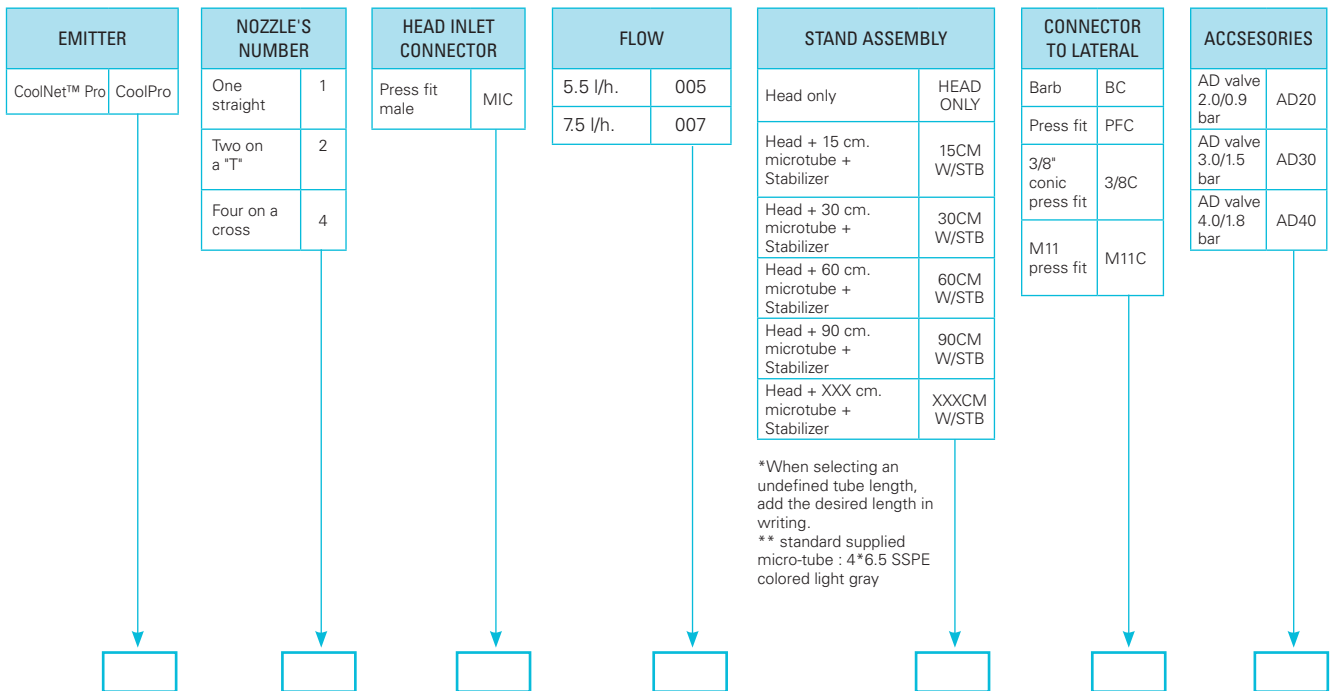 EMITTER
CoolNet™ Pro
CoolPro
NOZZLE'S
NUMBER
One
straight
1
Two on
a "T"
2
Four on a
cross
4
HEAD INLET
CONNECTOR
Press fit
male
MIC
FLOW
5.5 l/h.
005
7.5 l/h.
007
STAND ASSEMBLY
Head only
HEAD
ONLY
Head + 15 cm.
microtube +
Stabilizer
15CM
W/STB
Head + 30 cm.
microtube +
Stabilizer
30CM
W/STB
Head + 60 cm.
microtube +
Stabilizer
60CM
W/STB
Head + 90 cm.
microtube +
Stabilizer
90CM
W/STB
Head + XXX cm.
microtube +
Stabilizer
XXXCM
W/STB
*When selecting an
undefined tube length,
add the desired length in
writing.
** standard supplied
micro-tube : 4*6.5 SSPE
colored light gray
CONNECTOR
TO LATERAL
Barb
BC
Press fit
PFC
3/8"
conic
press fit
3/8C
M11
press fit
M11C
ACCSESORIES
AD valve
2.0/0.9
bar
AD20
AD valve
3.0/1.5
bar
AD30
AD valve
4.0/1.8
bar
AD40